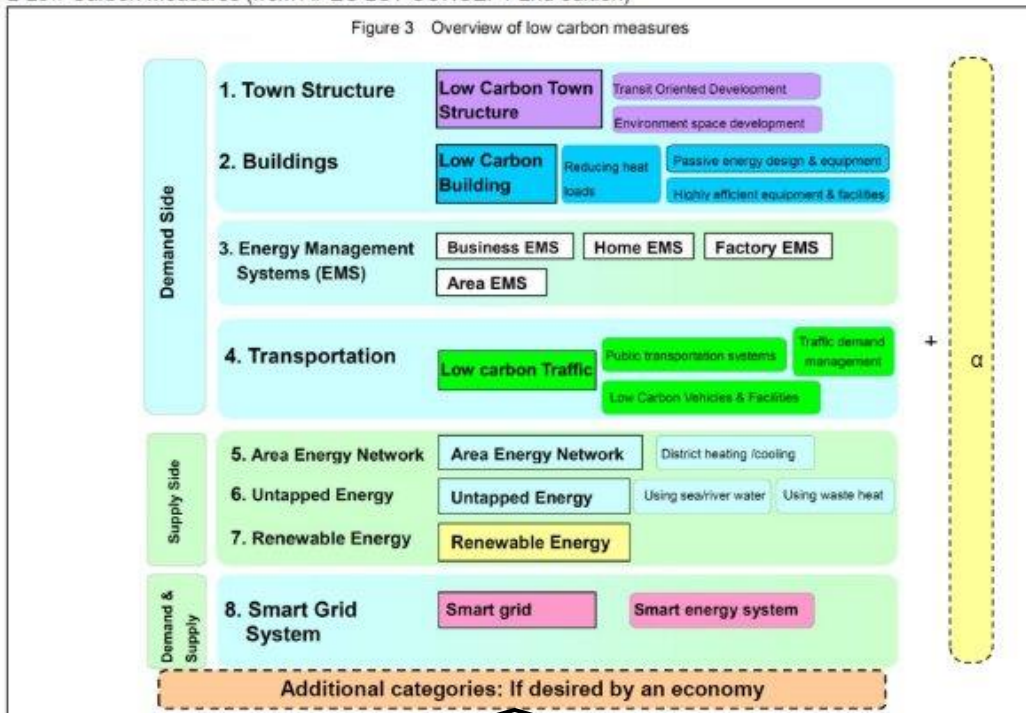 Figure 3 Overview of low carbon measures
Demand Side
1. Town Structure
Low Carbon Town
Structure
Transit Oriented Development
Environment space development
2. Buildings
Low Carbon
Building
Reducing heat
loads
Passive energy design & equipment
Highly efficient equipment & facilities
3. Energy Management
Systems (EMS)
Business EMS
Home EMS
Factory EMS
Area EMS
4. Transportation
Low carbon Traffic
Public transportation systems
Traffic demand
management
Low Carbon Vehicles & Facilities
Supply Side
5. Area Energy Network
Area Energy Network
District heating /cooling
6. Untapped Energy
Untapped Energy
Using sea/river water
Using waste heat
7. Renewable Energy
Renewable Energy
Demand &
Supply
8. Smart Grid
System
Smart grid
Smart energy system
+
α
Additional categories: If desired by an economy